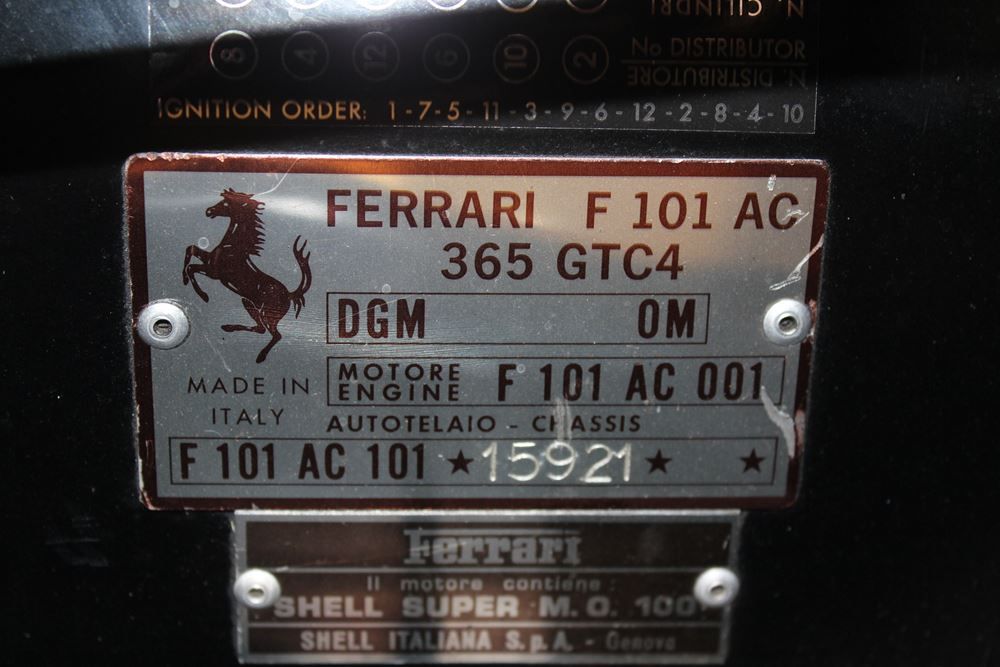 N. CILINDRI
8 4 12 6 10 2 No DISTRIBUTOR
N. DISTRIBUTORE
IGNITION ORDER: 1-7-5-11-3-9-6-12-2-8-4-10
FERRARI F 101 AC
365 GTC4
DGM OM
MOTORE
ENGINE F 101 AC 001
MADE IN
ITALY
AUTOTELAIO - CHASSIS
F 101 AC 101 ★15921★ ★
Ferrari
Il motore contiene:
SHELL SUPER M.O. 100
SHELL ITALIANA S.p.A. - Genova